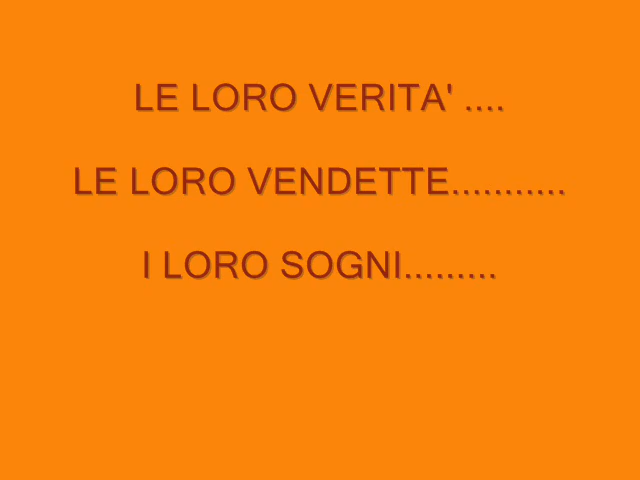 LE LORO VERITA' ....
LE LORO VENDETTE...........
I LORO SOGNI.........